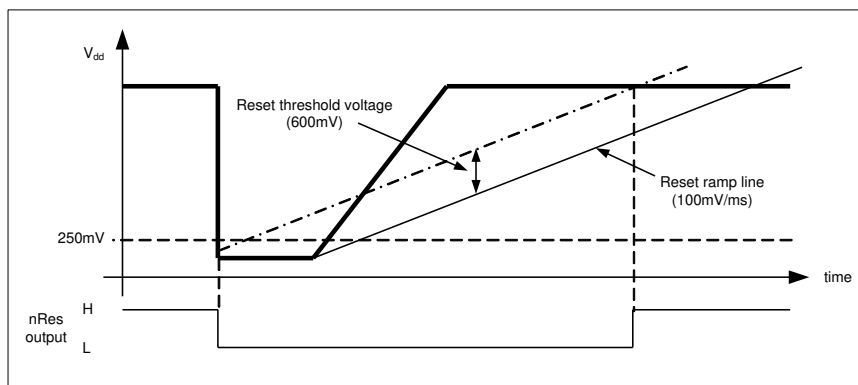 Vdd
Reset threshold voltage
(600mV)
Reset ramp line
(100mV/ms)
250mV
time
H
nRes
output
L